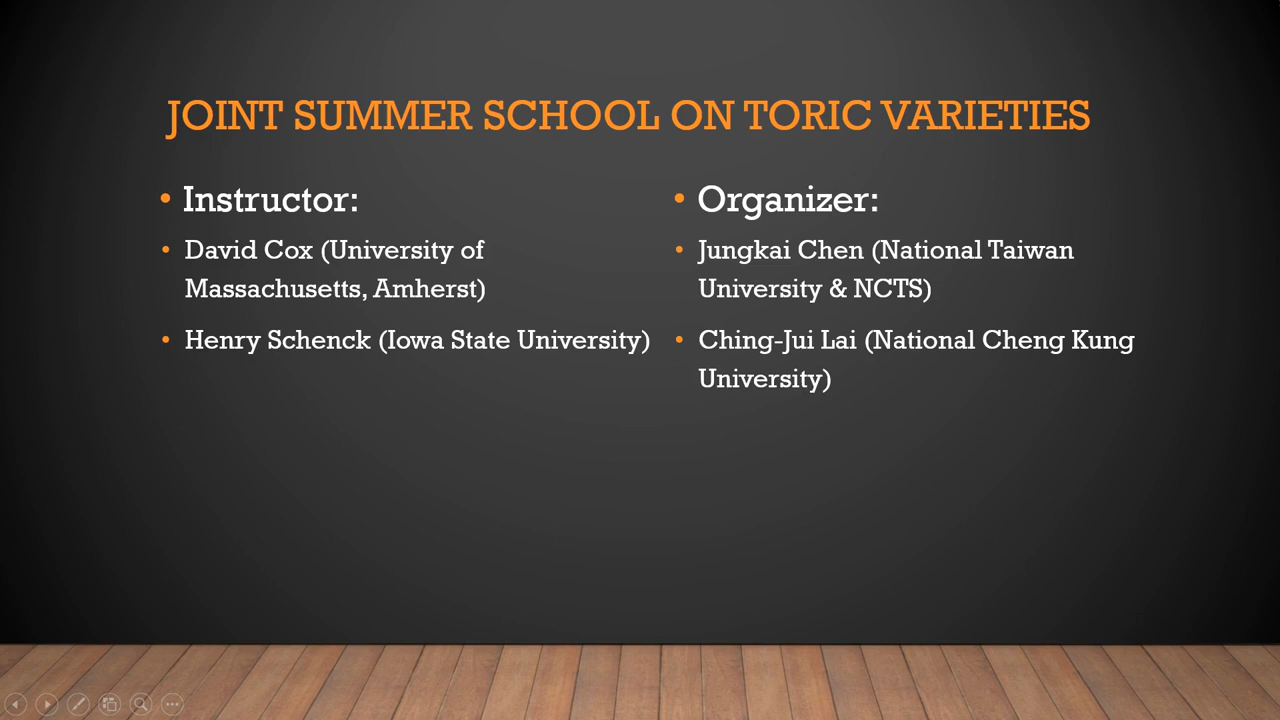 JOINT SUMMER SCHOOL ON TORIC VARIETIES
• Instructor:
• David Cox (University of
Massachusetts, Amherst)
• Henry Schenck (Iowa State University)
• Organizer:
• Jungkai Chen (National Taiwan
University & NCTS)
• Ching-Jui Lai (National Cheng Kung
University)